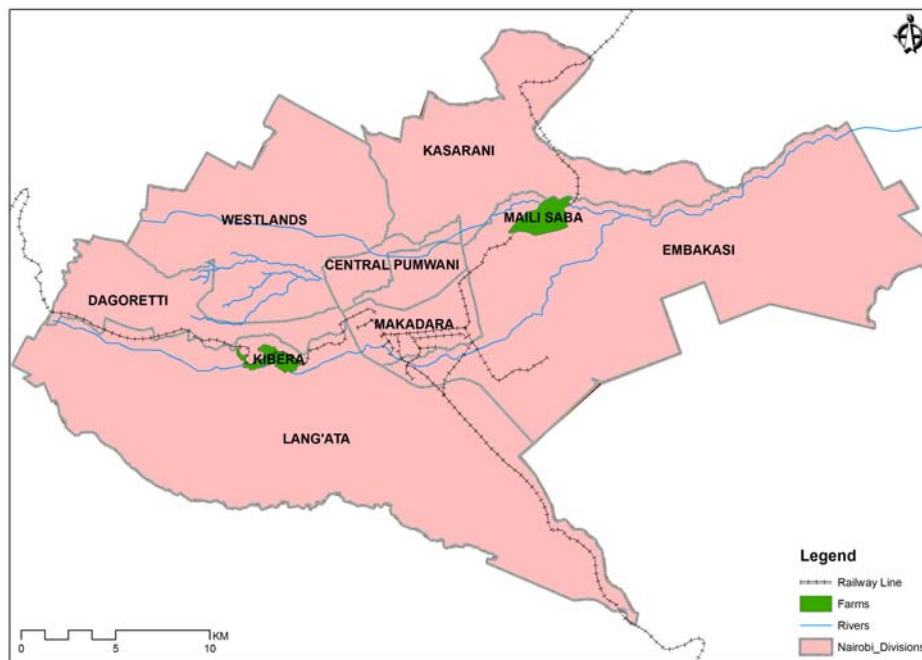 KASARANI
MAILI SABA
WESTLANDS
EMBAKASI
CENTRAL PUMWANI
DAGORETTI
MAKADARA
KIBERA
LANG'ATA
Legend
Railway Line
Farms
Rivers
Nairobi_Divisions
0 5 10 KM